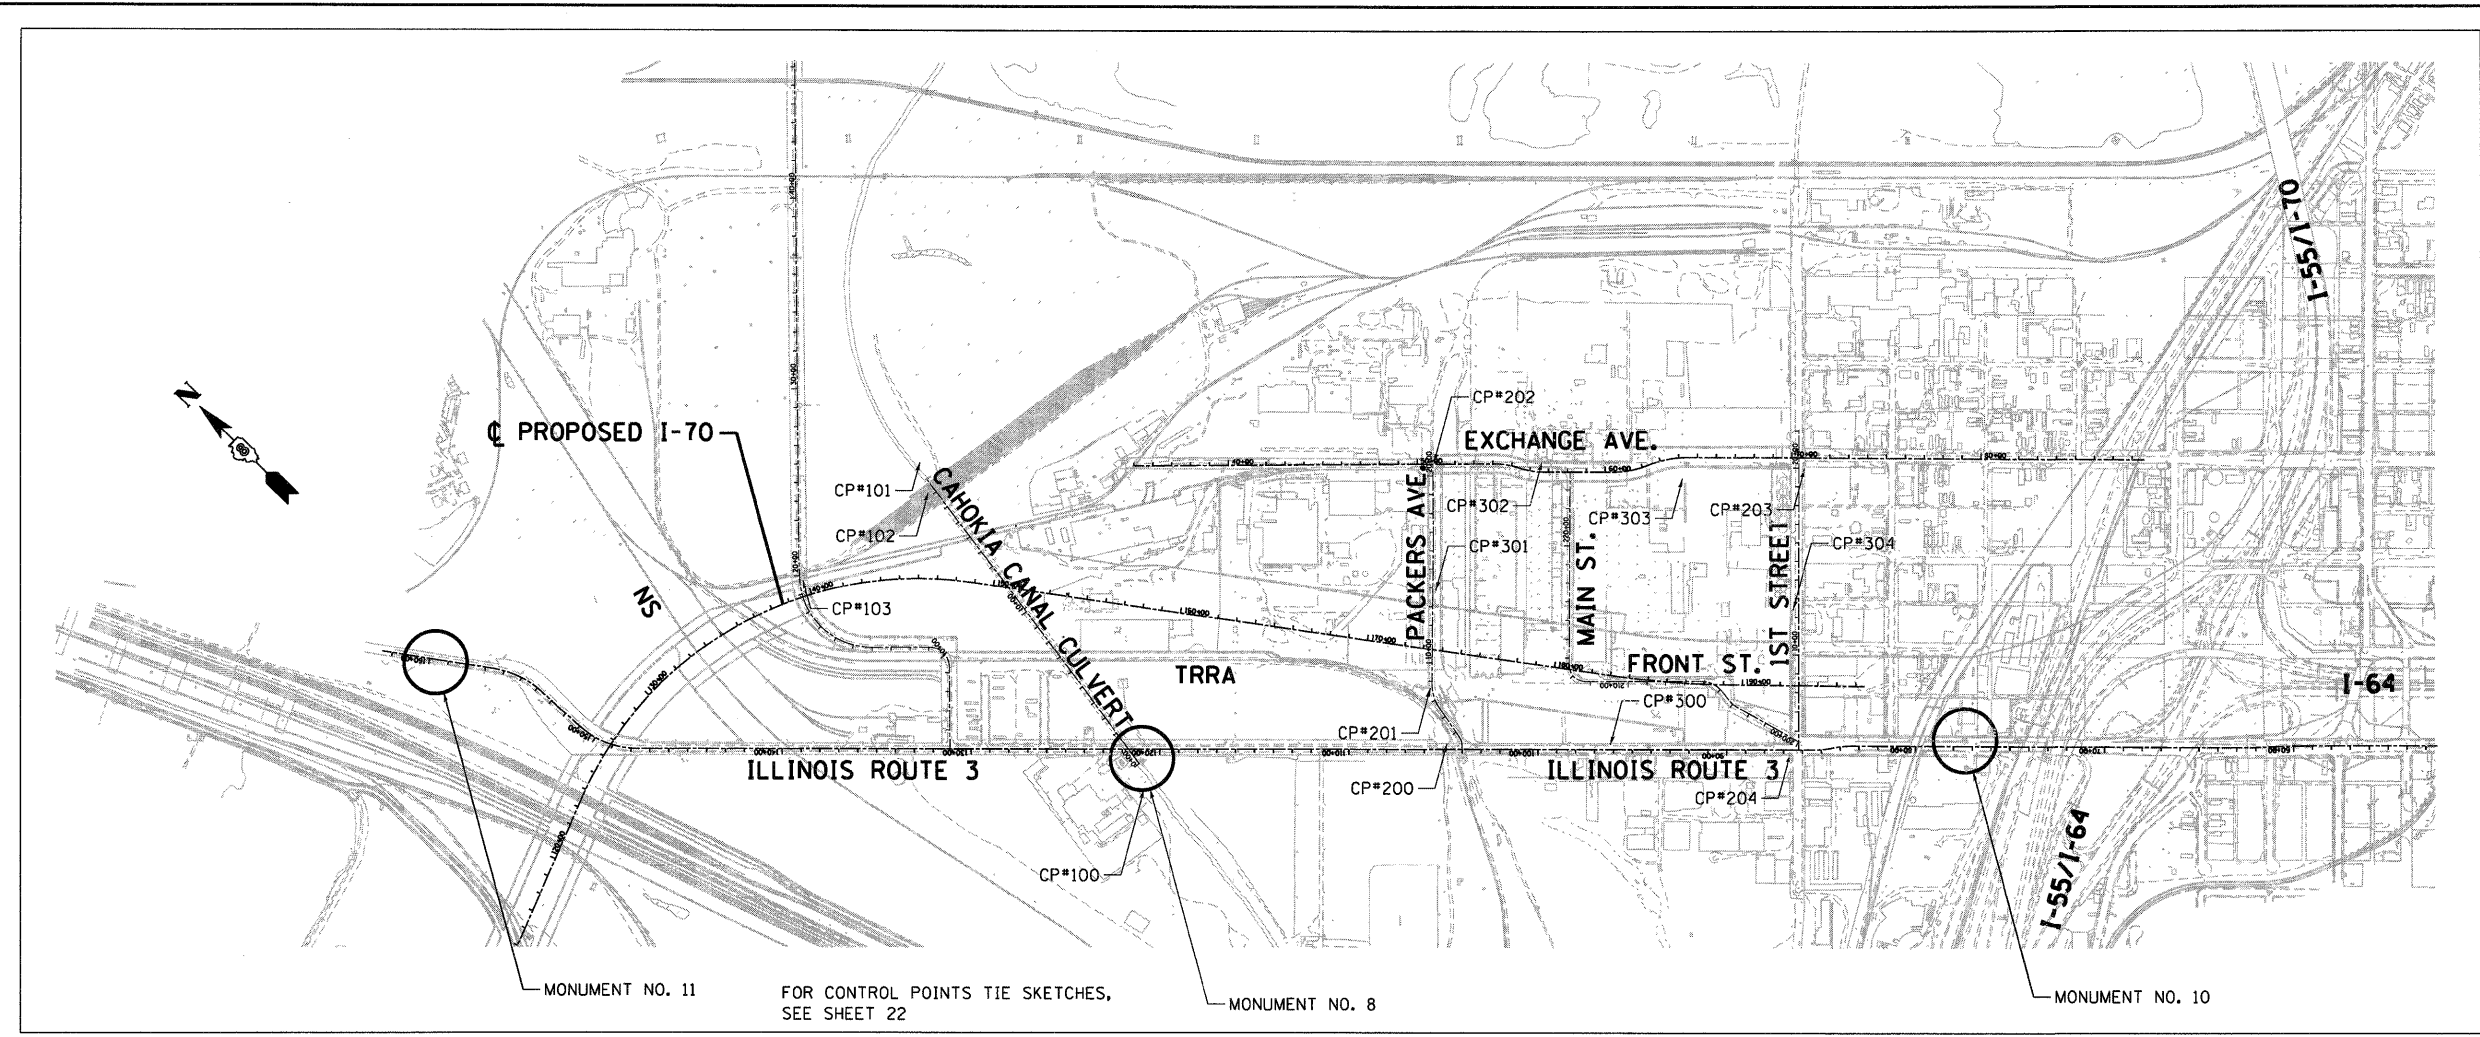 I-55/I-70
N
℄ PROPOSED I-70
CP#202
EXCHANGE AVE.
CP#101
CP#102
CAHOKIA CANAL CULVERT
CP#302
CP#303
CP#203
CP#301
CP#304
PACKERS AVE.
MAIN ST.
1ST STREET
NS
CP#103
TRRA
FRONT ST.
I-64
CP#300
CP#201
ILLINOIS ROUTE 3
ILLINOIS ROUTE 3
CP#200
CP#204
CP#100
I-55/I-64
MONUMENT NO. 11
FOR CONTROL POINTS TIE SKETCHES,
SEE SHEET 22
MONUMENT NO. 8
MONUMENT NO. 10